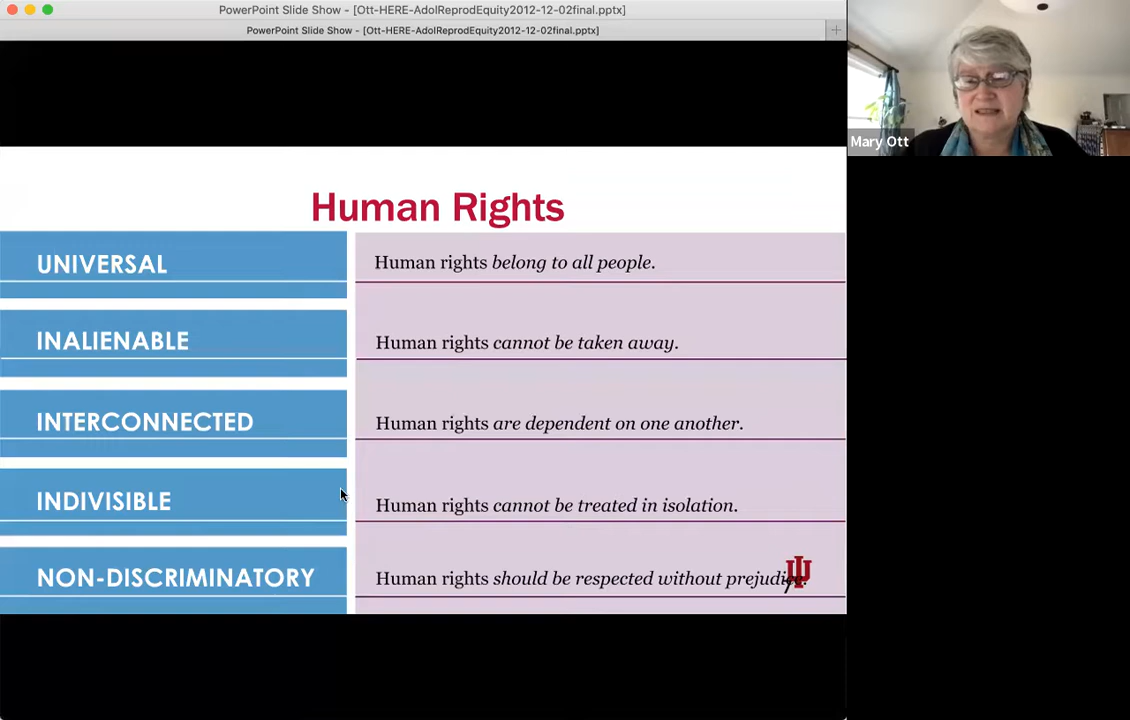 PowerPoint Slide Show - [Ott-HERE-AdolReprodEquity2012-12-02final.pptx]
PowerPoint Slide Show - [Ott-HERE-AdolReprodEquity2012-12-02final.pptx]
Mary Ott
Human Rights
UNIVERSAL
Human rights belong to all people.
INALIENABLE
Human rights cannot be taken away.
INTERCONNECTED
Human rights are dependent on one another.
INDIVISIBLE
Human rights cannot be treated in isolation.
NON-DISCRIMINATORY
Human rights should be respected without